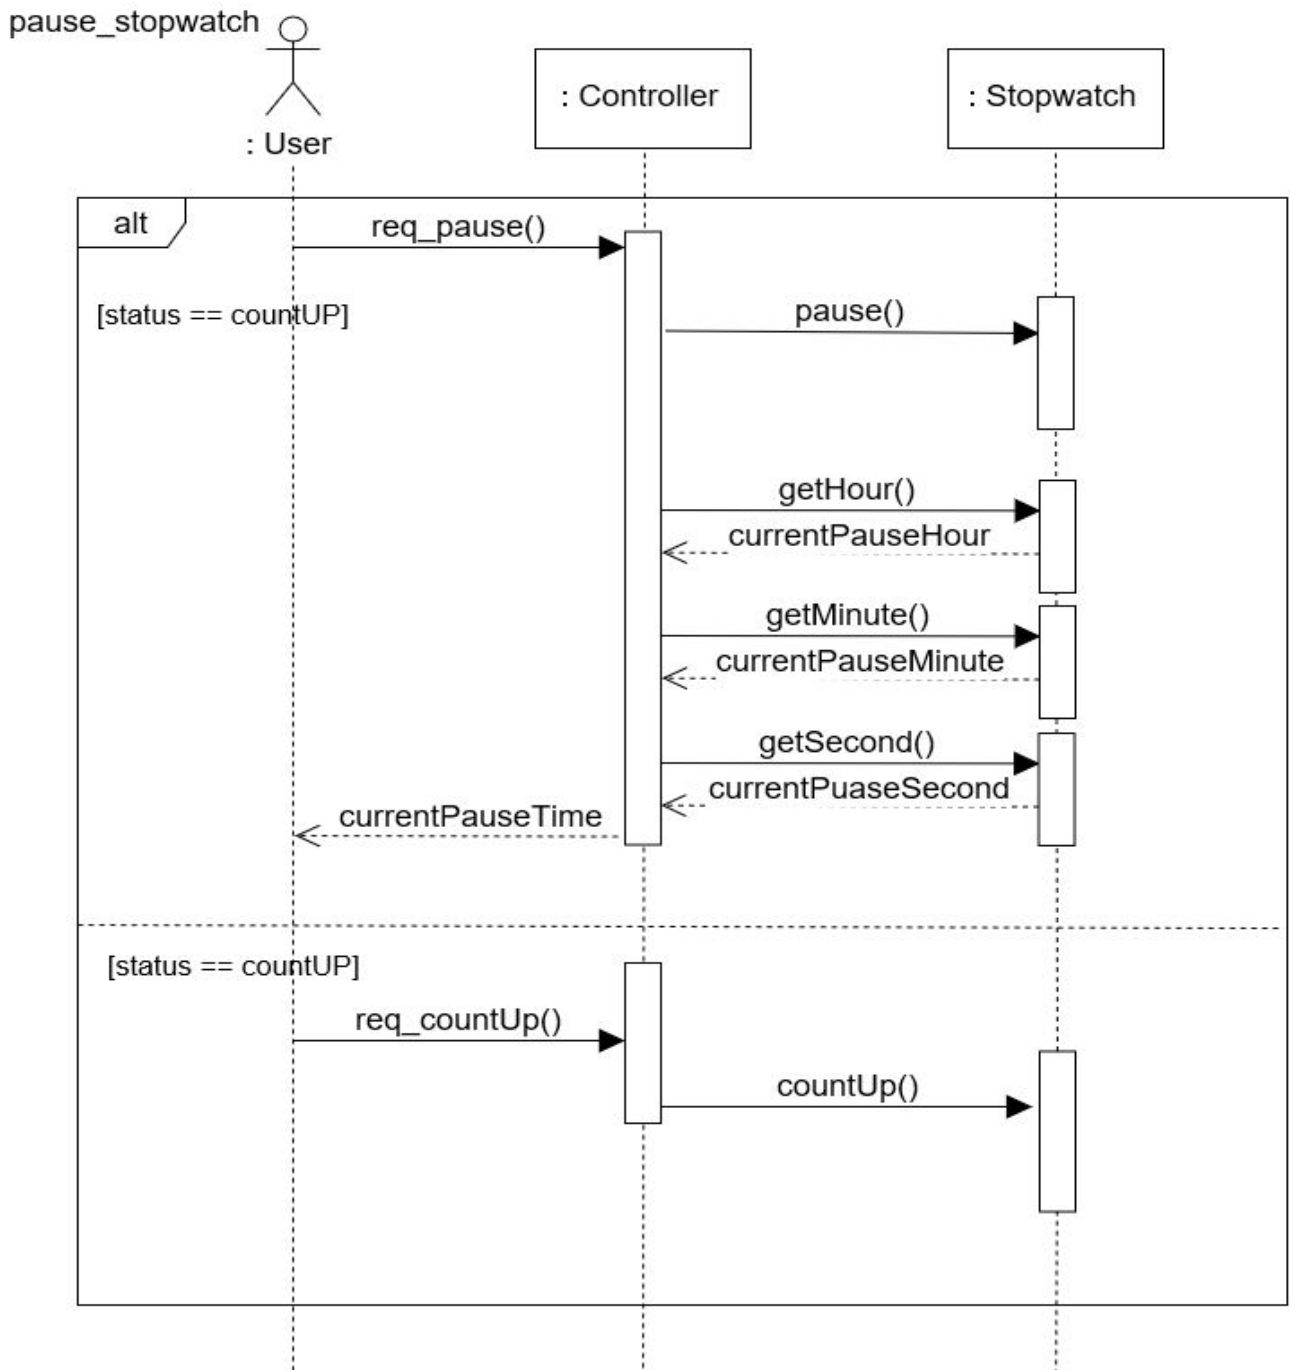 pause_stopwatch
: User
: Controller
: Stopwatch
alt
req_pause()
[status == countUP]
pause()
getHour()
currentPauseHour
getMinute()
currentPauseMinute
getSecond()
currentPuaseSecond
currentPauseTime
[status == countUP]
req_countUp()
countUp()